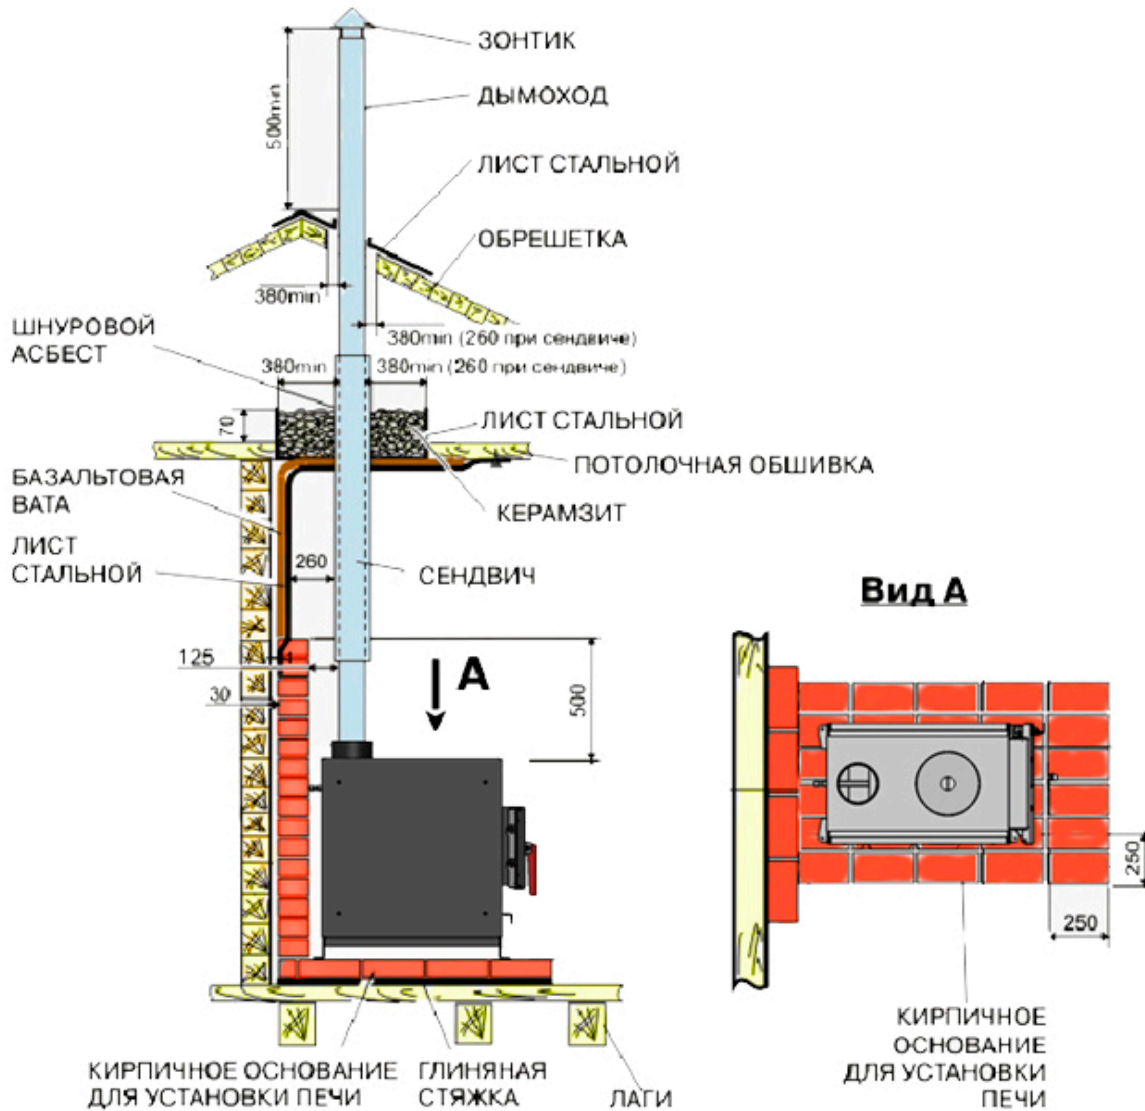 ЗОНТИК
ДЫМОХОД
500min
ЛИСТ СТАЛЬНОЙ
ОБРЕШЕТКА
380min
ШНУРОВОЙ
АСБЕСТ
380min (260 при сендвиче)
380min
380min (260 при сендвиче)
70
ЛИСТ СТАЛЬНОЙ
ПОТОЛОЧНАЯ ОБШИВКА
БАЗАЛЬТОВАЯ
ВАТА
КЕРАМЗИТ
ЛИСТ
СТАЛЬНОЙ
260
СЕНДВИЧ
Вид А
125
А
30
500
250
250
КИРПИЧНОЕ
ОСНОВАНИЕ
ДЛЯ УСТАНОВКИ
ПЕЧИ
КИРПИЧНОЕ ОСНОВАНИЕ
ДЛЯ УСТАНОВКИ ПЕЧИ
ГЛИНЯНАЯ
СТЯЖКА
ЛАГИ